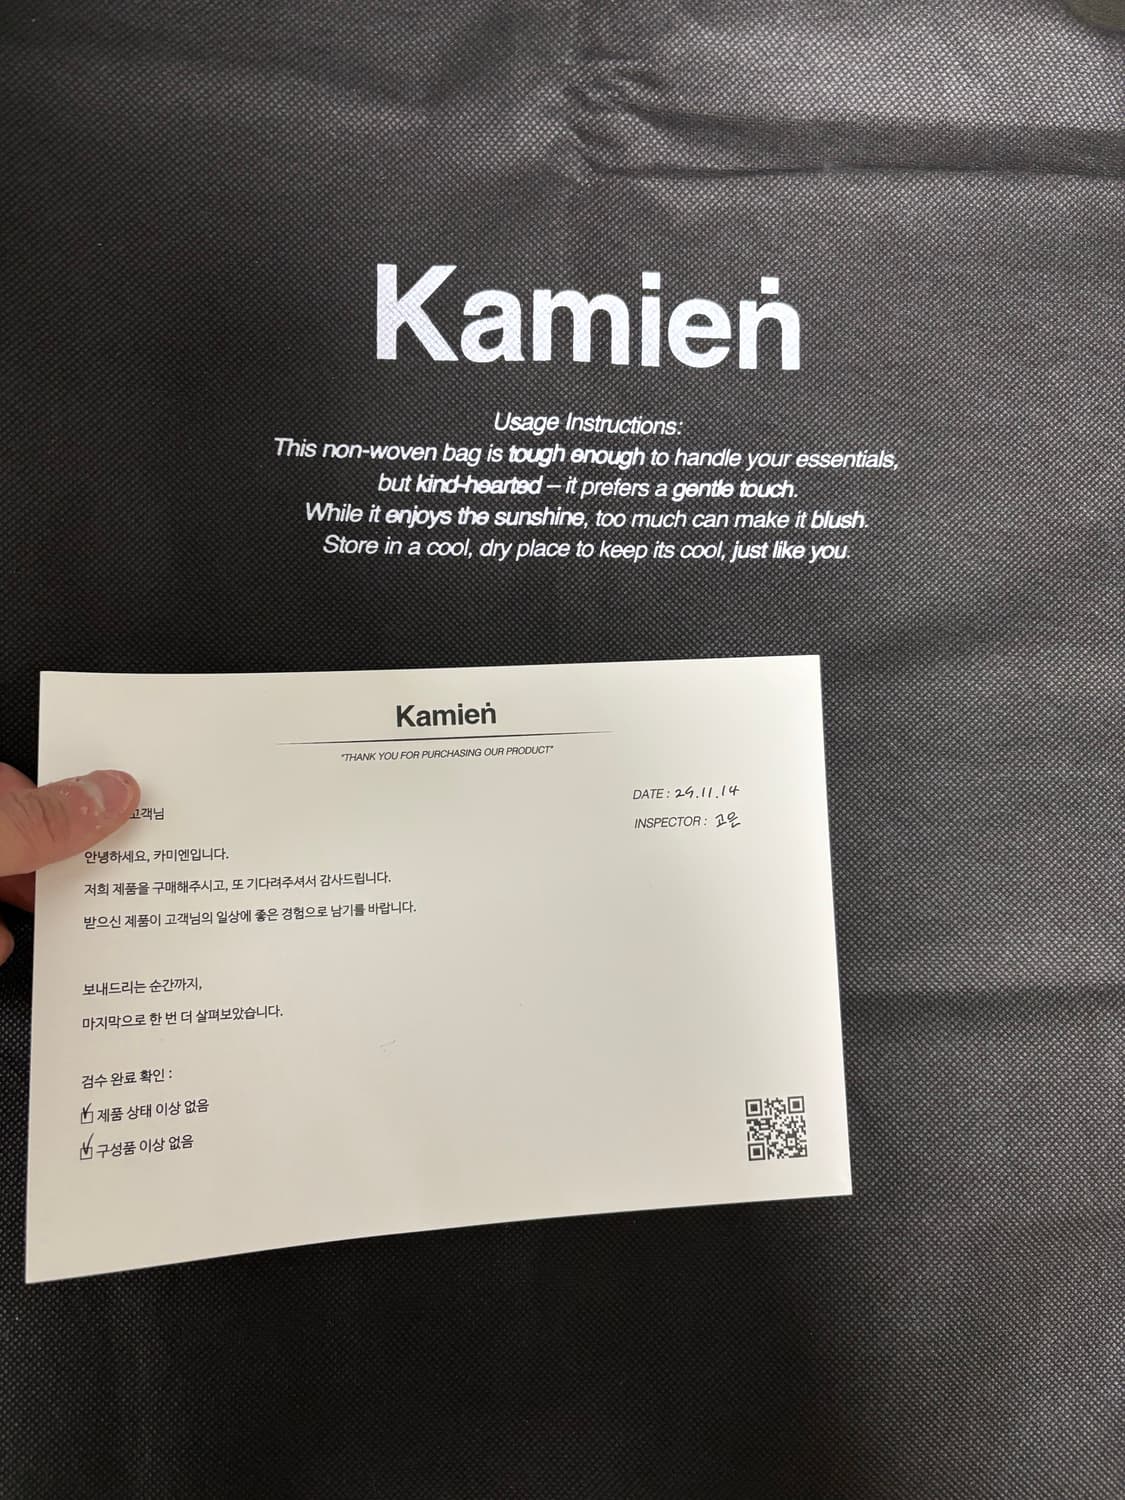 Kamieṅ
Usage Instructions:
This non-woven bag is tough enough to handle your essentials,
but kind-hearted – it prefers a gentle touch.
While it enjoys the sunshine, too much can make it blush.
Store in a cool, dry place to keep its cool, just like you.
Kamieṅ
"THANK YOU FOR PURCHASING OUR PRODUCT"
DATE : 25.11.14
고객님
INSPECTOR : 고은
안녕하세요, 카미엔입니다.
저희 제품을 구매해주시고, 또 기다려주셔서 감사드립니다.
받으신 제품이 고객님의 일상에 좋은 경험으로 남기를 바랍니다.
보내드리는 순간까지,
마지막으로 한 번 더 살펴보았습니다.
검수 완료 확인 :
제품 상태 이상 없음
구성품 이상 없음